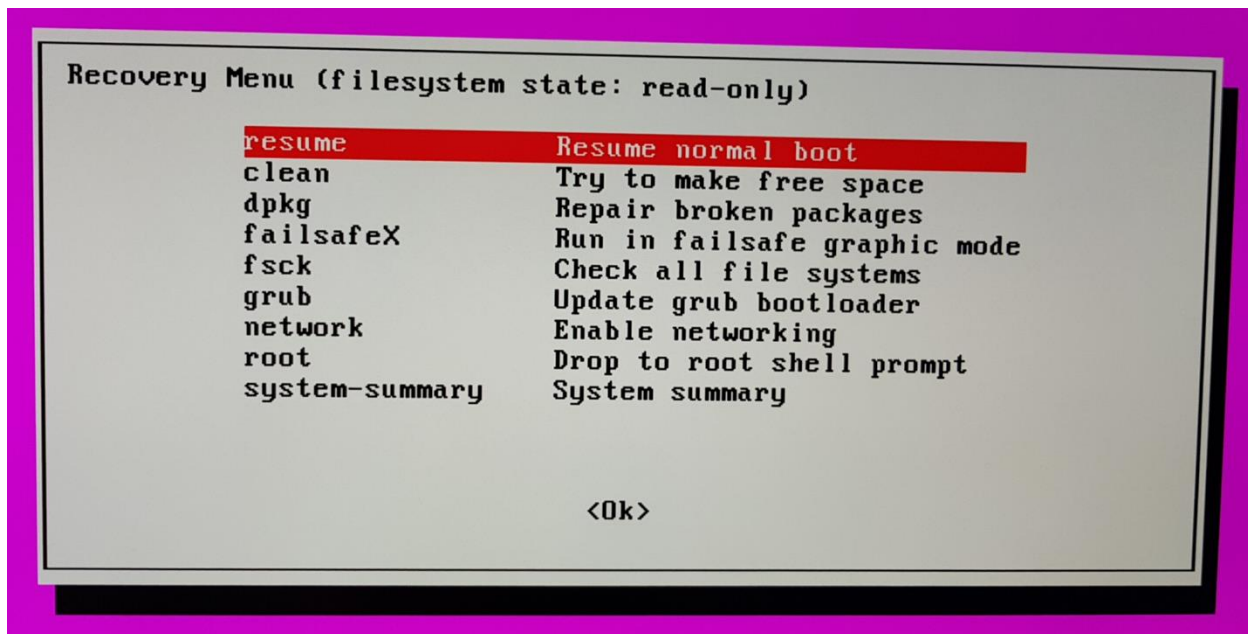 Recovery Menu (filesystem state: read-only)
resume Resume normal boot
clean Try to make free space
dpkg Repair broken packages
failsafeX Run in failsafe graphic mode
fsck Check all file systems
grub Update grub bootloader
network Enable networking
root Drop to root shell prompt
system-summary System summary
<Ok>